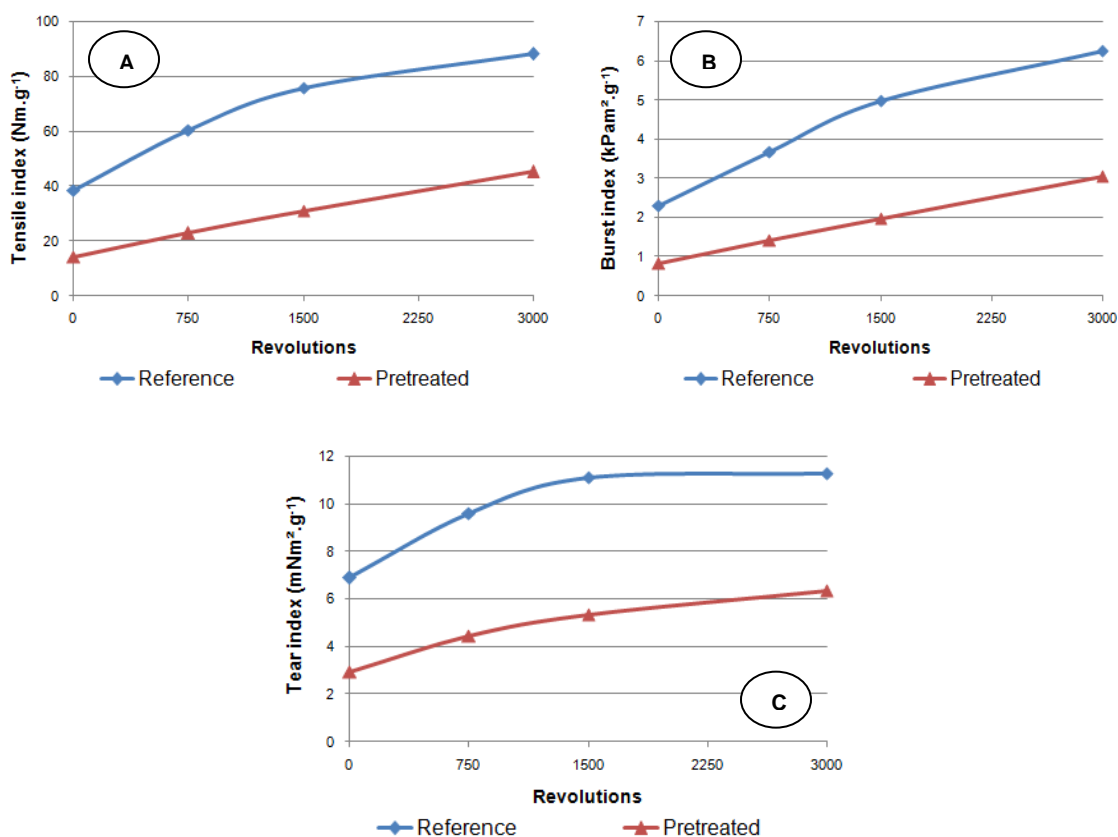 A
Tensile index (Nm.g⁻¹)
100
80
60
40
20
0
0 750 1500 2250 3000
Revolutions
Reference Pretreated
B
Burst index (kPam².g⁻¹)
7
6
5
4
3
2
1
0
0 750 1500 2250 3000
Revolutions
Reference Pretreated
Tear index (mNm².g⁻¹)
12
10
8
6
4
2
0
C
0 750 1500 2250 3000
Revolutions
Reference Pretreated